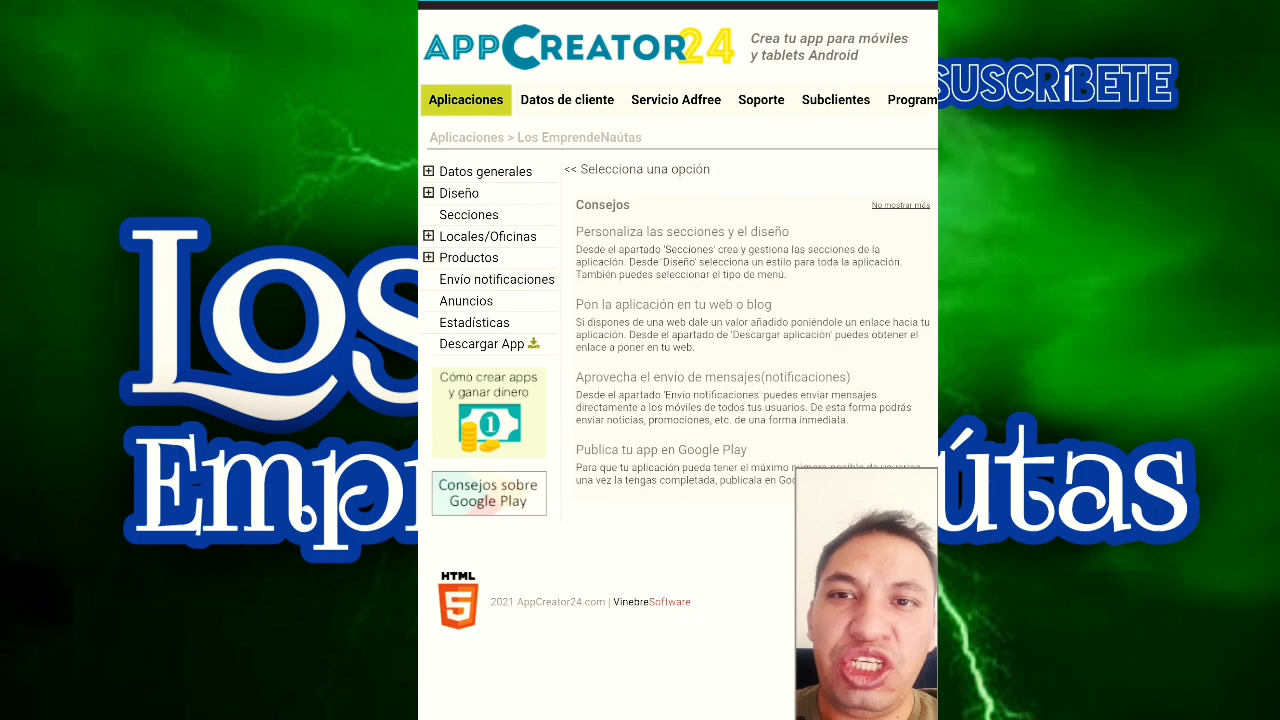 APPCREATOR24
Crea tu app para móviles
y tablets Android
SUSCRÍBETE
Aplicaciones Datos de cliente Servicio Adfree Soporte Subclientes Program
Aplicaciones > Los EmprendeNaútas
Datos generales
Diseño
Secciones
Locales/Oficinas
Productos
Envío notificaciones
Anuncios
Estadísticas
Descargar App
Cómo crear apps
y ganar dinero
1
Consejos sobre
Google Play
<< Selecciona una opción
Consejos
No mostrar más
Personaliza las secciones y el diseño
Desde el apartado 'Secciones' crea y gestiona las secciones de la
aplicación. Desde 'Diseño' selecciona un estilo para toda la aplicación.
También puedes seleccionar el tipo de menú.
Pon la aplicación en tu web o blog
Si dispones de una web dale un valor añadido poniéndole un enlace hacia tu
aplicación. Desde el apartado de 'Descargar aplicación' puedes obtener el
enlace a poner en tu web.
Aprovecha el envío de mensajes(notificaciones)
Desde el apartado 'Envio notificaciones' puedes enviar mensajes
directamente a los móviles de todos tus usuarios. De esta forma podrás
enviar noticias, promociones, etc. de una forma inmediata.
Publica tu app en Google Play
Para que tu aplicación pueda tener el máximo
una vez la tengas completada, publicala en Goo
Los
Empr
útas
HTML
5
2021 AppCreator24.com | VinebreSoftware